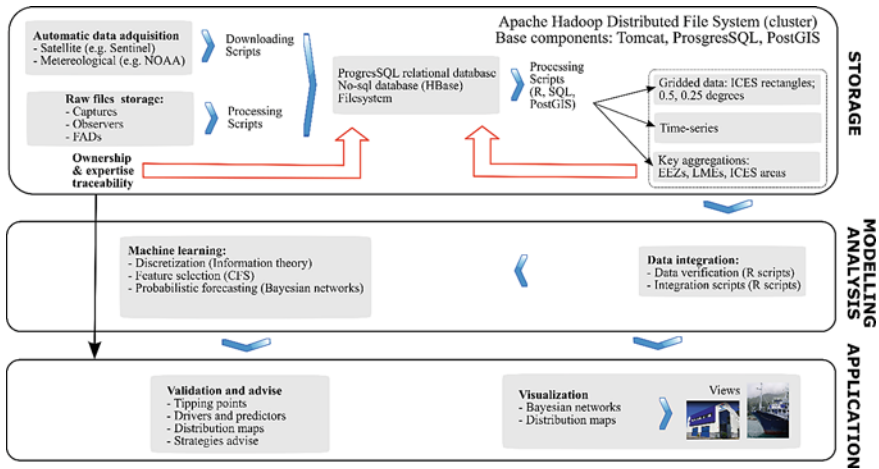 Apache Hadoop Distributed File System (cluster)
Base components: Tomcat, ProsgresSQL, PostGIS
STORAGE
Automatic data adquisition
- Satellite (e.g. Sentinel)
- Metereological (e.g. NOAA)
Downloading
Scripts
Raw files storage:
- Captures
- Observers
- FADs
Processing
Scripts
Ownership
& expertise
traceability
ProgresSQL relational database
No-sql database (HBase)
Filesystem
Processing
Scripts
(R, SQL,
PostGIS)
Gridded data: ICES rectangles;
0.5, 0.25 degrees
Time-series
Key aggregations:
EEZs, LMEs, ICES areas
MODELLING
ANALYSIS
Machine learning:
- Discretization (Information theory)
- Feature selection (CFS)
- Probabilistic forecasting (Bayesian networks)
Data integration:
- Data verification (R scripts)
- Integration scripts (R scripts)
APPLICATION
Validation and advise
- Tipping points
- Drivers and predictors
- Distribution maps
- Strategies advise
Visualization
- Bayesian networks
- Distribution maps
Views